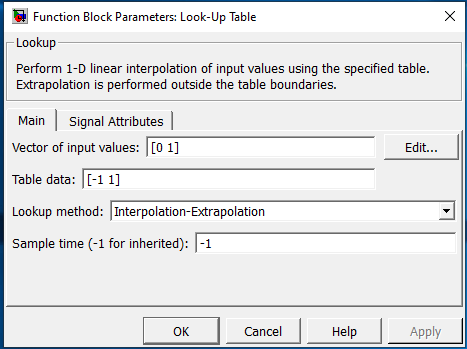 Function Block Parameters: Look-Up Table
Lookup
Perform 1-D linear interpolation of input values using the specified table.
Extrapolation is performed outside the table boundaries.
Main Signal Attributes
Vector of input values: [0 1] Edit...
Table data: [-1 1]
Lookup method: Interpolation-Extrapolation
Sample time (-1 for inherited): -1
OK Cancel Help Apply